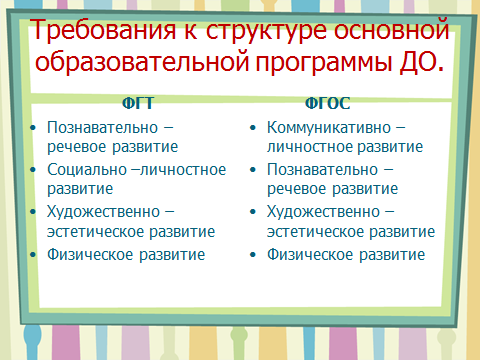 Требования к структуре основной
образовательной программы ДО.
ФГТ
• Познавательно –
речевое развитие
• Социально –личностное
развитие
• Художественно –
эстетическое развитие
• Физическое развитие
ФГОС
• Коммуникативно –
личностное развитие
• Познавательно –
речевое развитие
• Художественно –
эстетическое развитие
• Физическое развитие